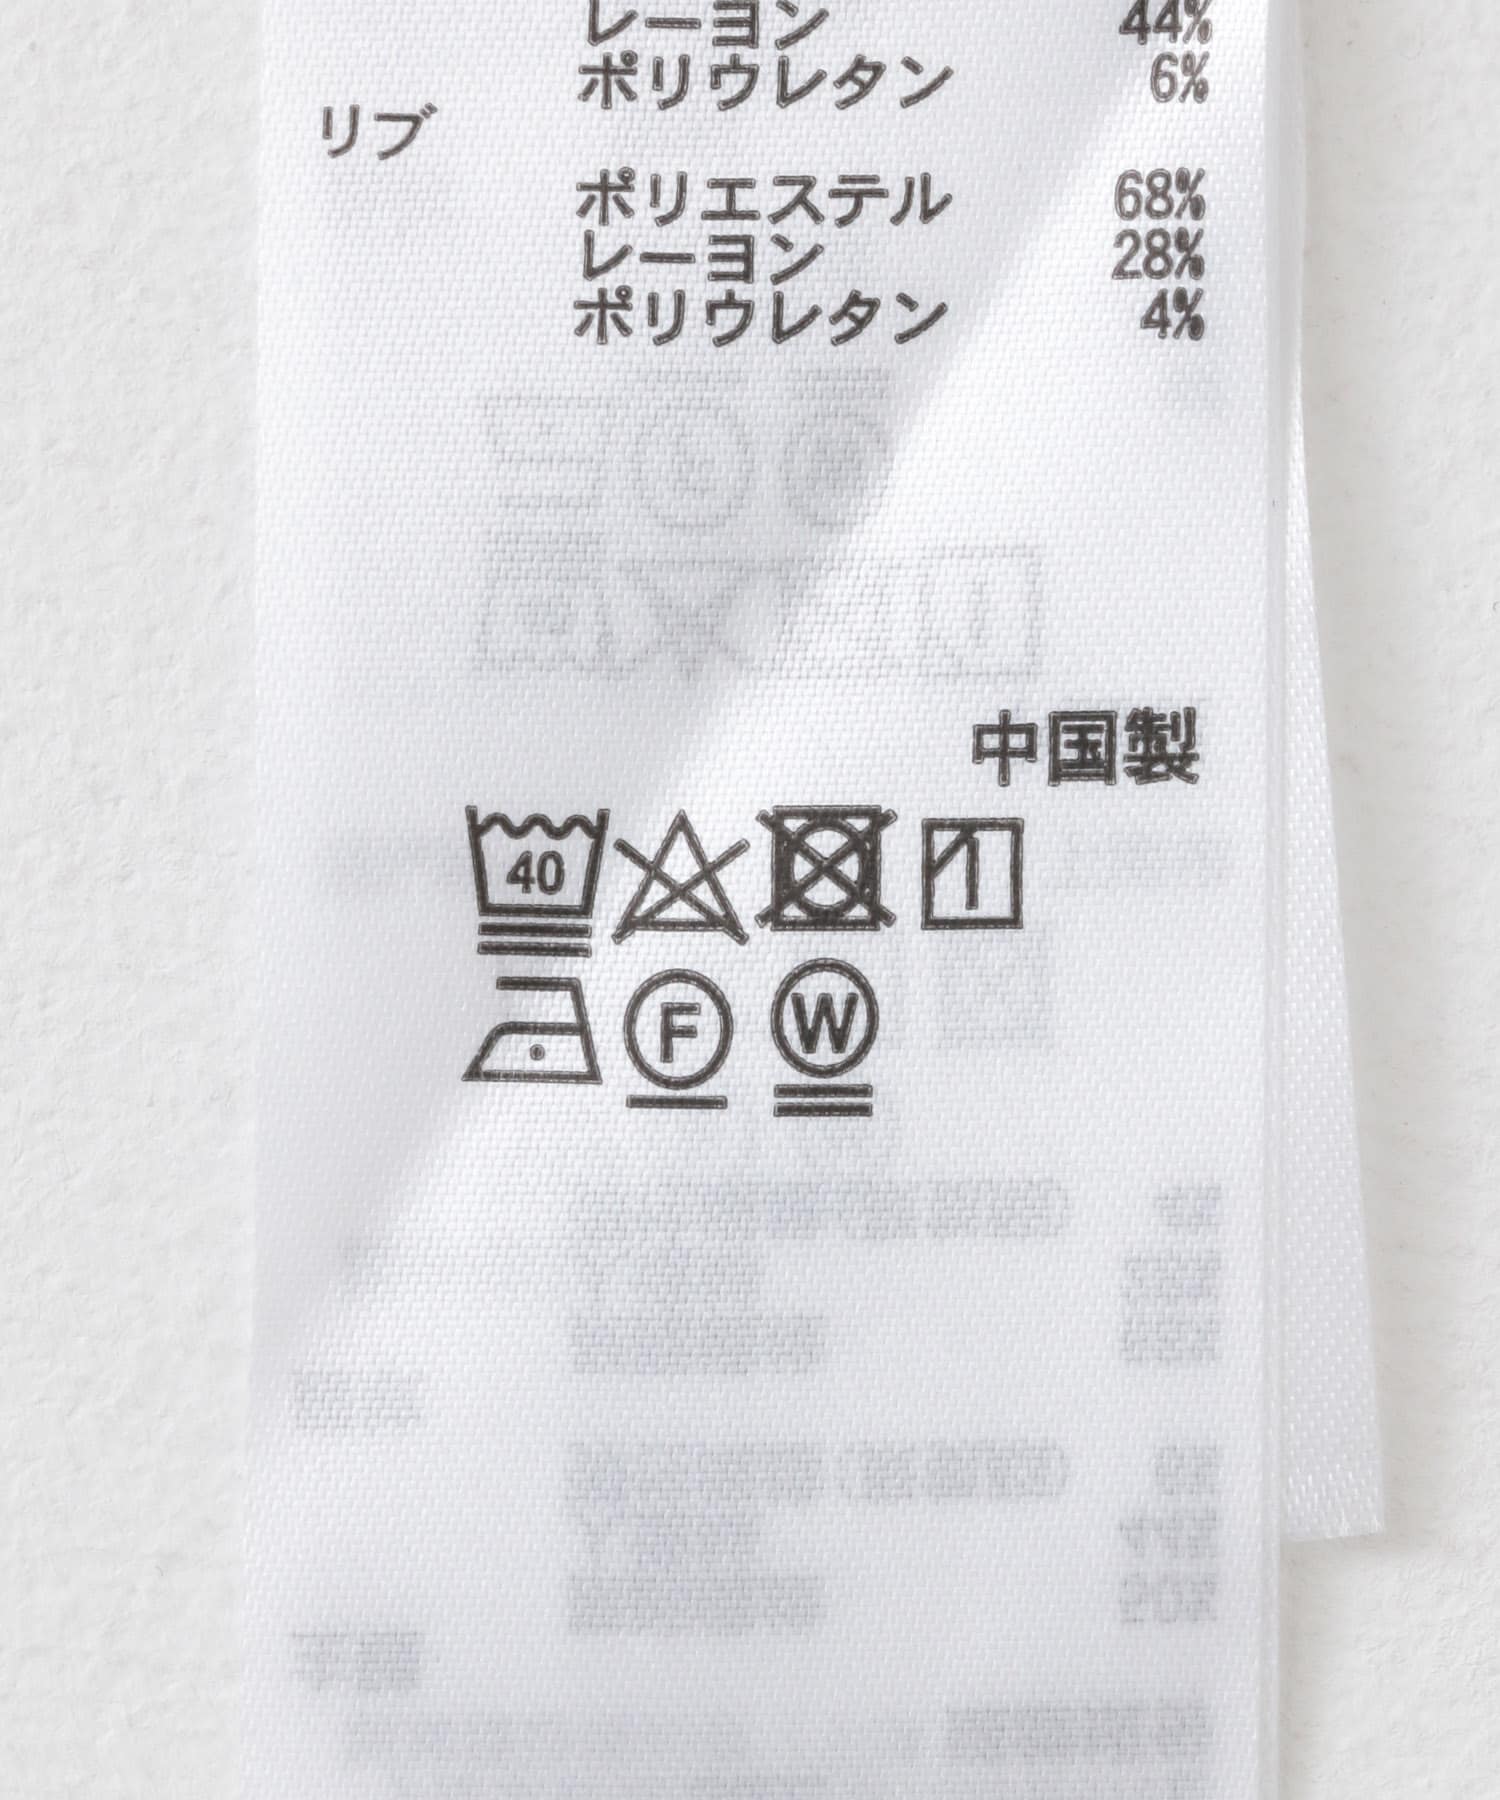 レーヨン 44%
ポリウレタン 6%
リブ
ポリエステル 68%
レーヨン 28%
ポリウレタン 4%
中国製
40
F W